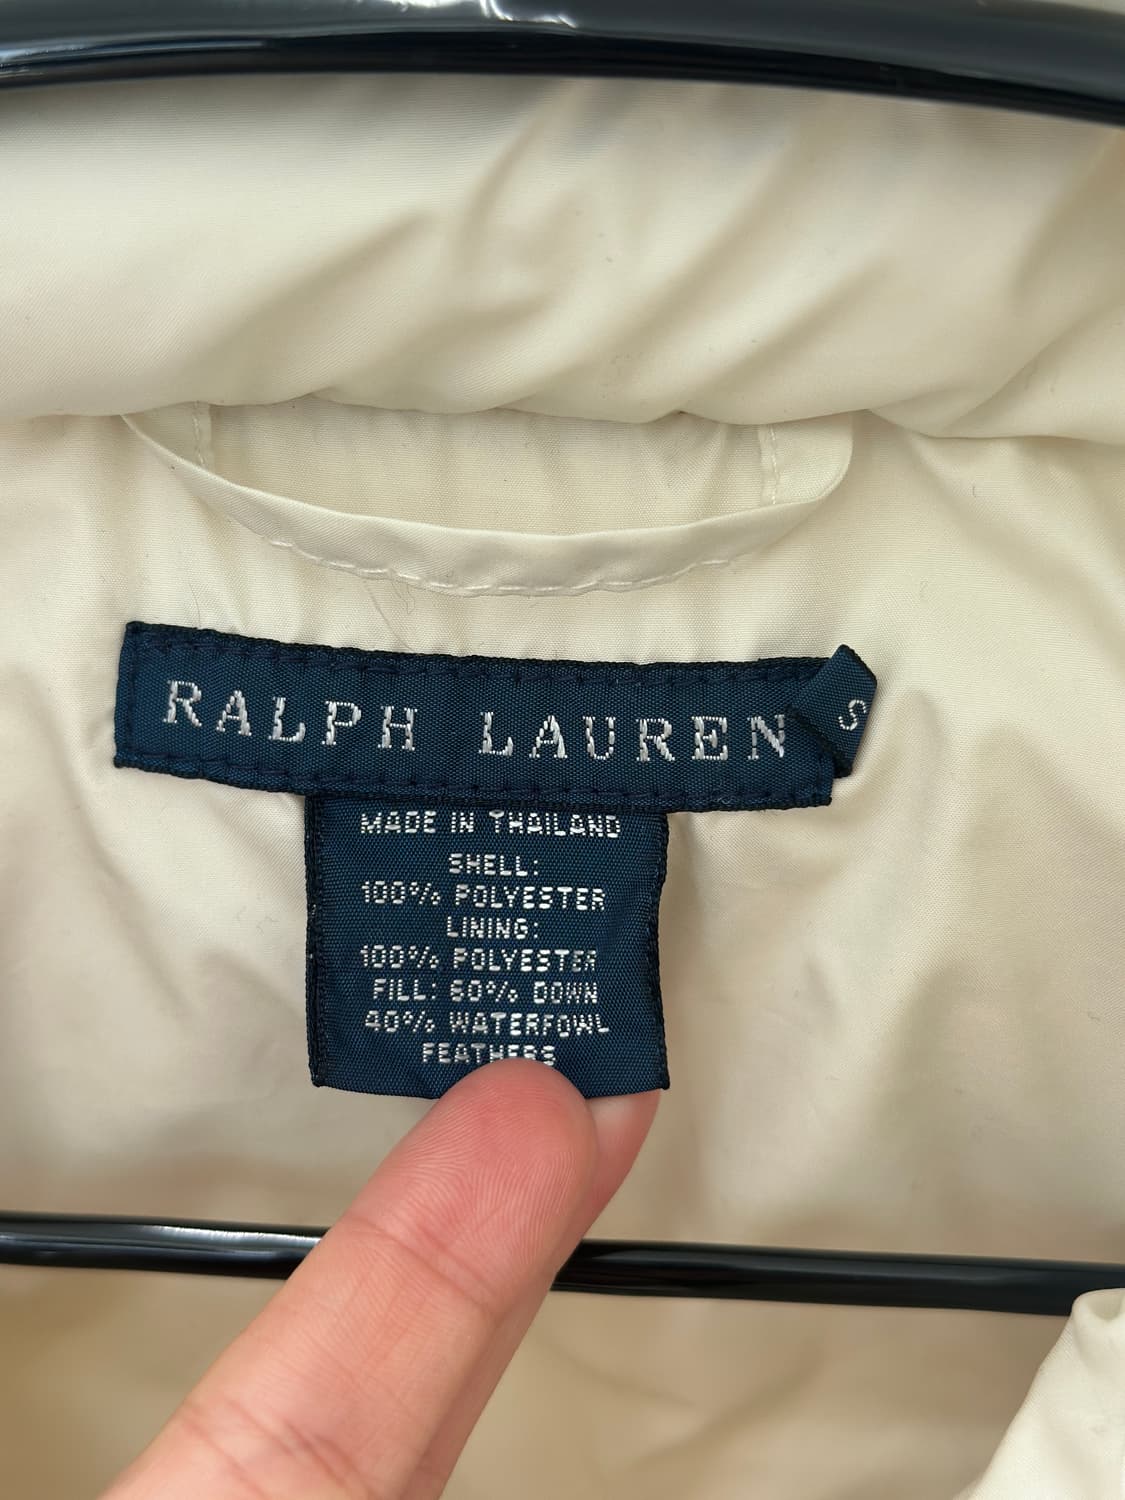 RALPH LAUREN
S
MADE IN THAILAND
SHELL:
100% POLYESTER
LINING:
100% POLYESTER
FILL: 60% DOWN
40% WATERFOWL
FEATHERS